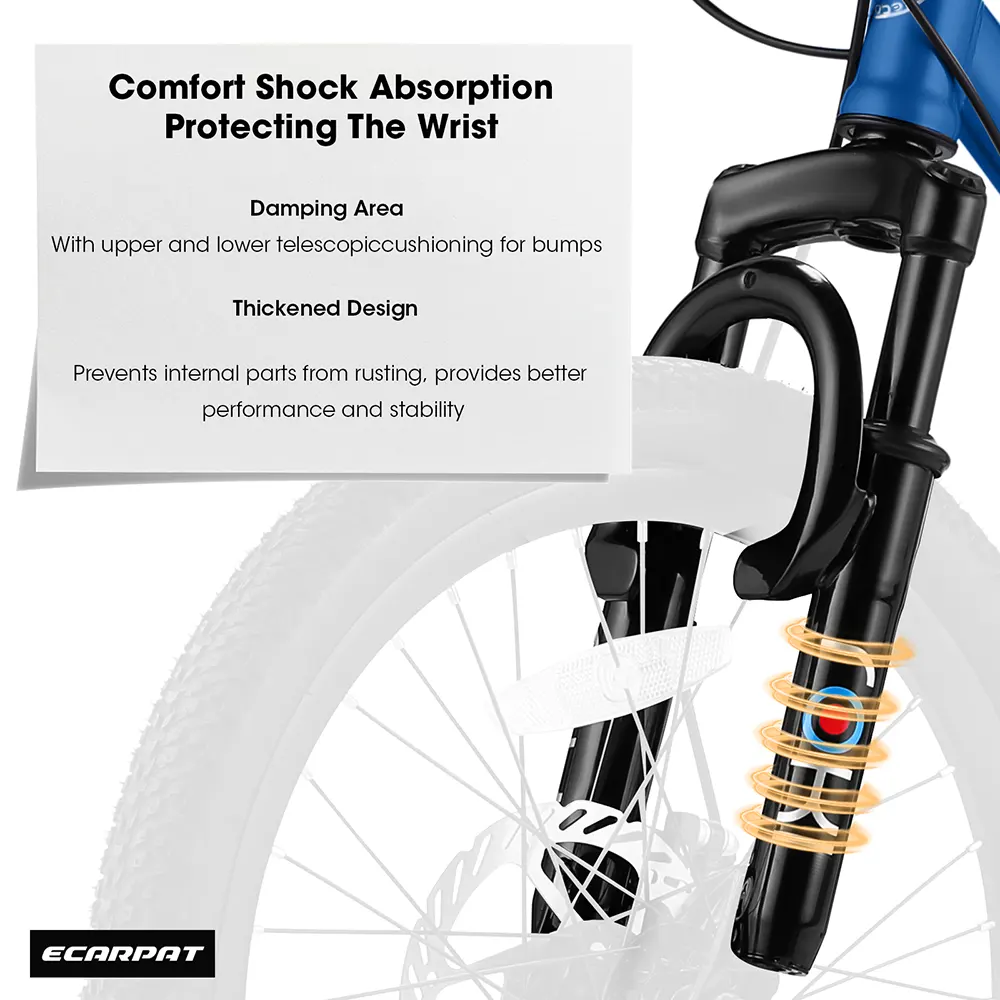 Comfort Shock Absorption
Protecting The Wrist
Damping Area
With upper and lower telescopiccushioning for bumps
Thickened Design
Prevents internal parts from rusting, provides better
performance and stability
ECARPAT